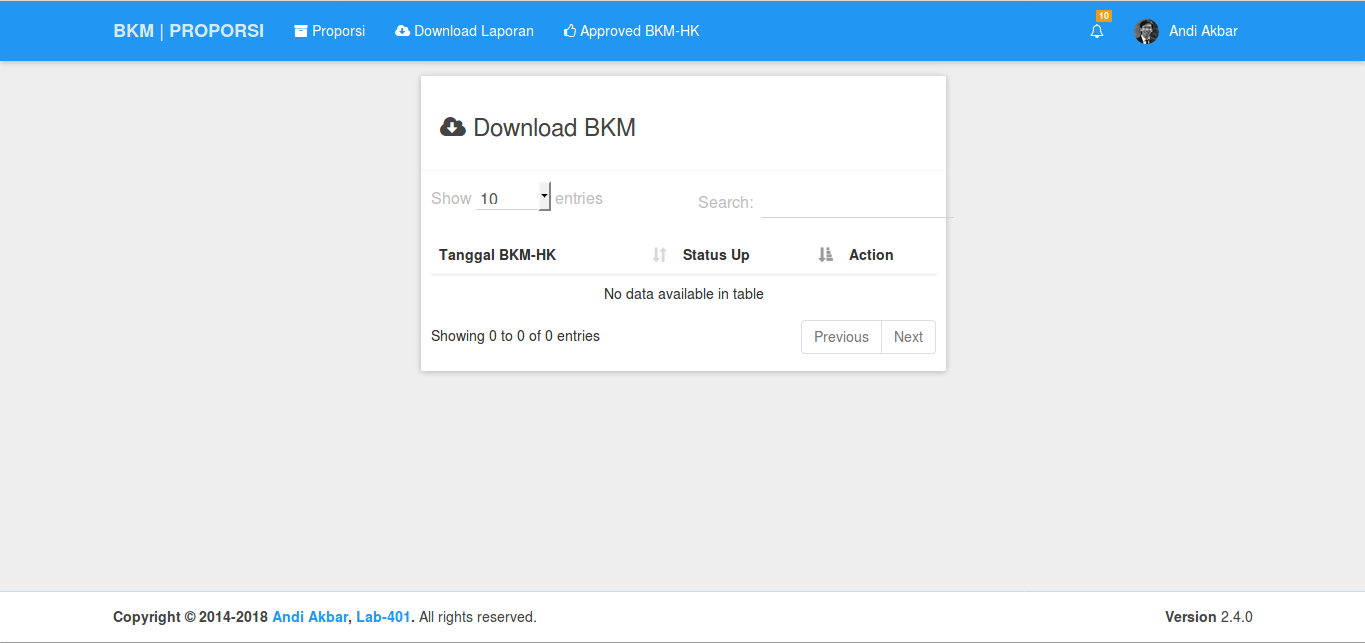 BKM | PROPORSI Proporsi Download Laporan Approved BKM-HK 10 Andi Akbar
Download BKM
Show 10 entries Search:
Tanggal BKM-HK Status Up Action
No data available in table
Showing 0 to 0 of 0 entries Previous Next
Copyright © 2014-2018 Andi Akbar, Lab-401. All rights reserved. Version 2.4.0